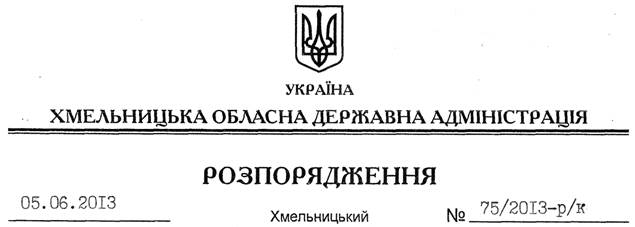 УКРАЇНА
ХМЕЛЬНИЦЬКА ОБЛАСНА ДЕРЖАВНА АДМІНІСТРАЦІЯ
РОЗПОРЯДЖЕННЯ
05.06.2013 Хмельницький № 75/2013-р/к